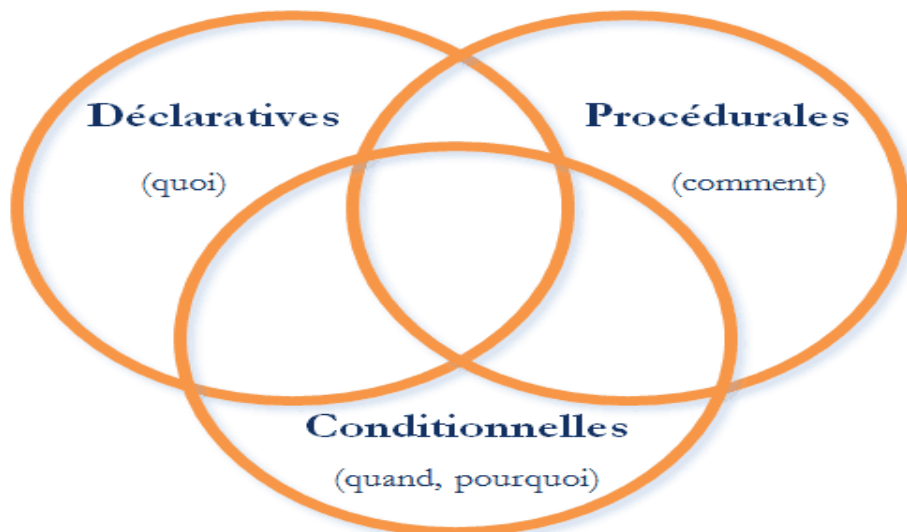 Déclaratives
(quoi)
Procédurales
(comment)
Conditionnelles
(quand, pourquoi)